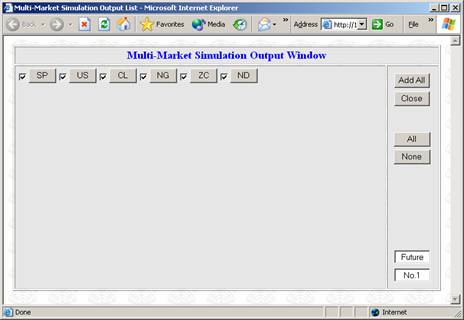 Multi-Market Simulation Output List - Microsoft Internet Explorer
Back Favorites Media Address http://1 Go File
Multi-Market Simulation Output Window
SP US CL NG ZC ND
Add All
Close
All
None
Future
No.1
Done Internet